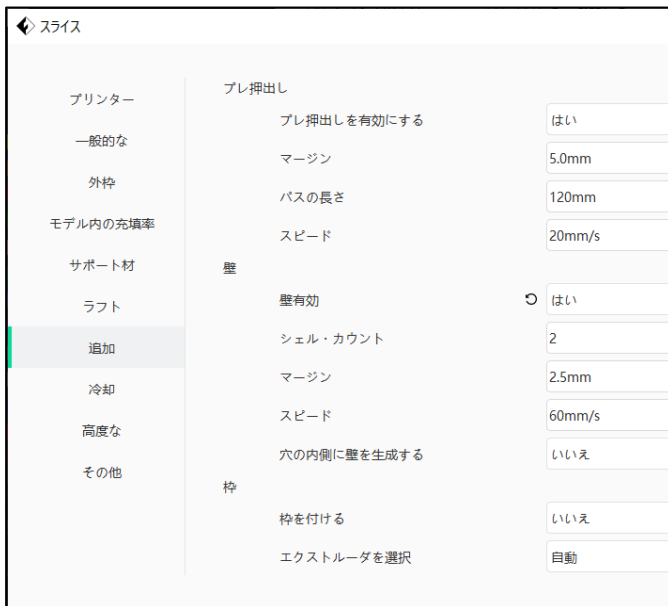 スライス
プリンター
一般的な
外枠
モデル内の充填率
サポート材
ラフト
追加
冷却
高度な
その他
プレ押出し
プレ押出しを有効にする はい
マージン 5.0mm
パスの長さ 120mm
スピード 20mm/s
壁
壁有効 はい
シェル・カウント 2
マージン 2.5mm
スピード 60mm/s
穴の内側に壁を生成する いいえ
枠
枠を付ける いいえ
エクストルーダを選択 自動